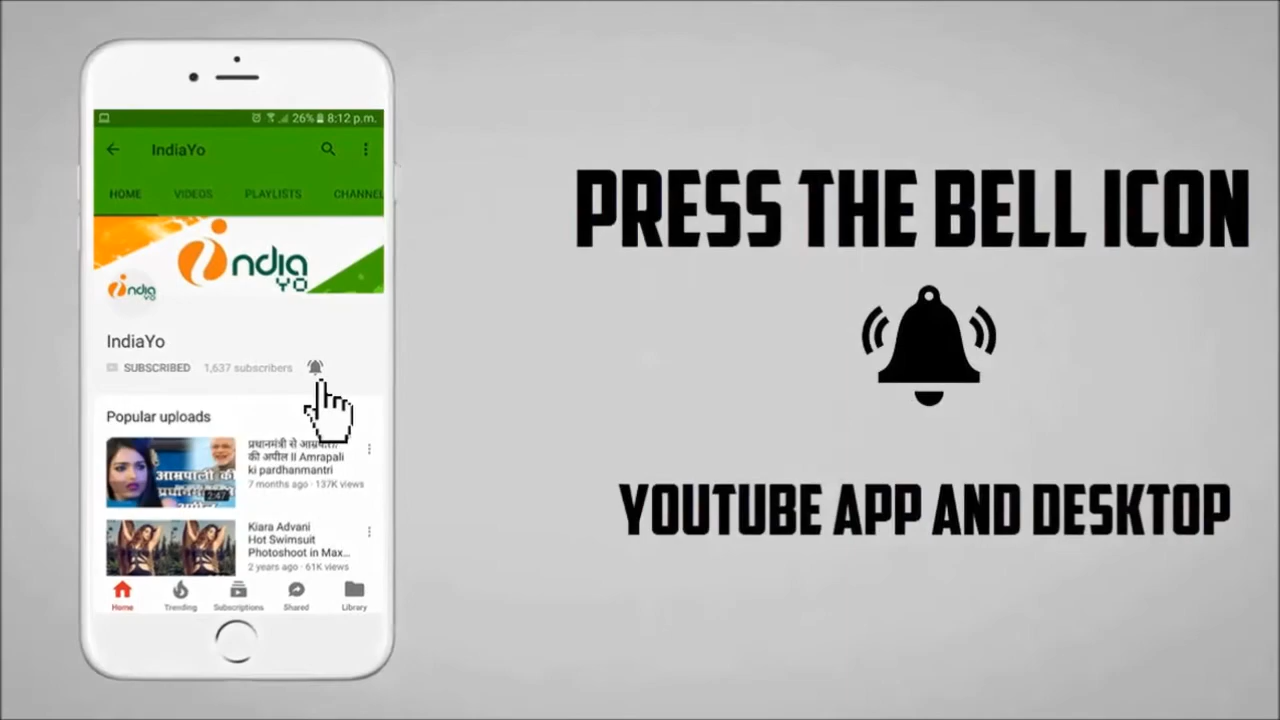 26% 8:12 p.m.
IndiaYo
HOME VIDEOS PLAYLISTS CHANNEL
india
YO
india
YO
IndiaYo
SUBSCRIBED 1,637 subscribers
Popular uploads
प्रधानमंत्री से आम्रपाली
की अपील II Amrapali
ki pardhanmantri
7 months ago · 137K views
आम्रपाली की
2:47
Kiara Advani
Hot Swimsuit
Photoshoot in Max...
2 years ago · 61K views
Home Trending Subscriptions Shared Library
PRESS THE BELL ICON
YOUTUBE APP AND DESKTOP